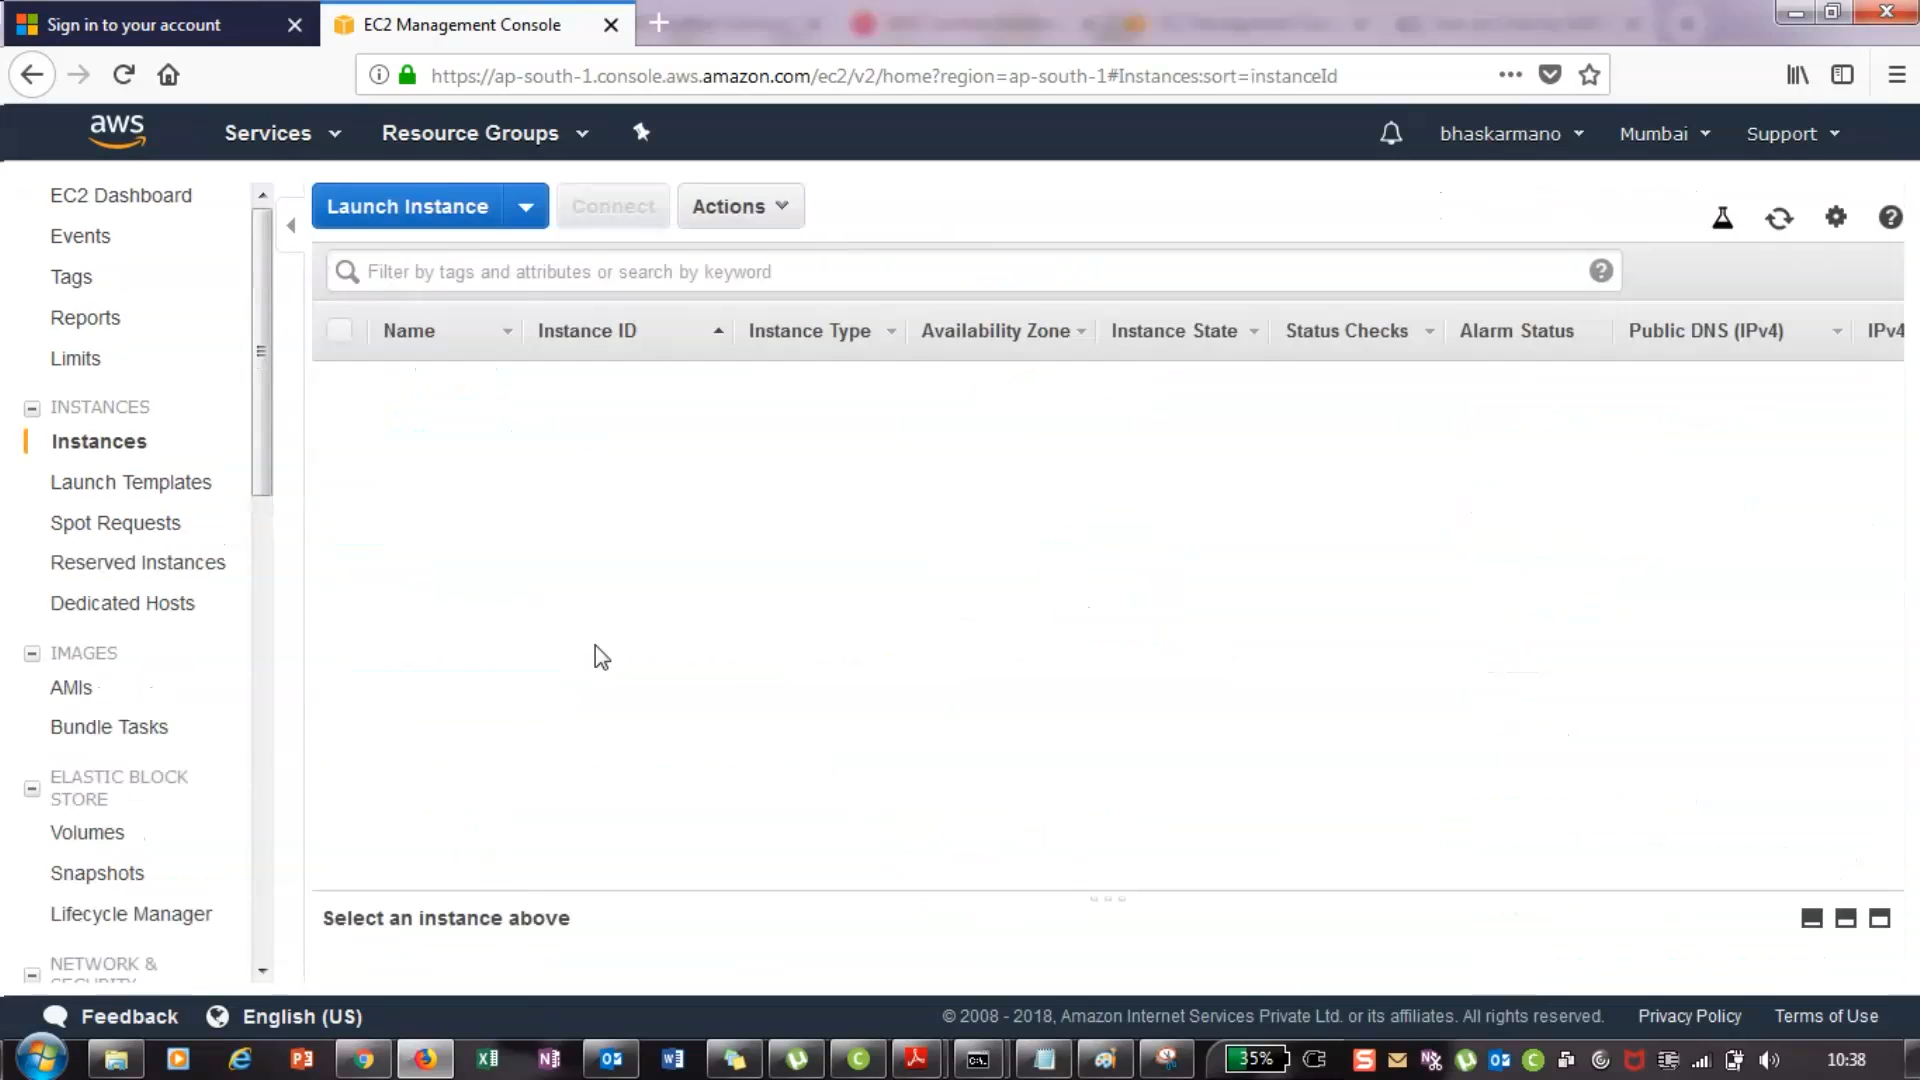 Sign in to your account
EC2 Management Console
https://ap-south-1.console.aws.amazon.com/ec2/v2/home?region=ap-south-1#Instances:sort=instanceId
aws
Services
Resource Groups
bhaskarmano
Mumbai
Support
EC2 Dashboard
Events
Tags
Reports
Limits
INSTANCES
Instances
Launch Templates
Spot Requests
Reserved Instances
Dedicated Hosts
IMAGES
AMIs
Bundle Tasks
ELASTIC BLOCK
STORE
Volumes
Snapshots
Lifecycle Manager
NETWORK &
SECURITY
Launch Instance
Connect
Actions
Filter by tags and attributes or search by keyword
Name
Instance ID
Instance Type
Availability Zone
Instance State
Status Checks
Alarm Status
Public DNS (IPv4)
IPv4
Select an instance above
Feedback
English (US)
© 2008 - 2018, Amazon Internet Services Private Ltd. or its affiliates. All rights reserved.
Privacy Policy
Terms of Use
35%
10:38